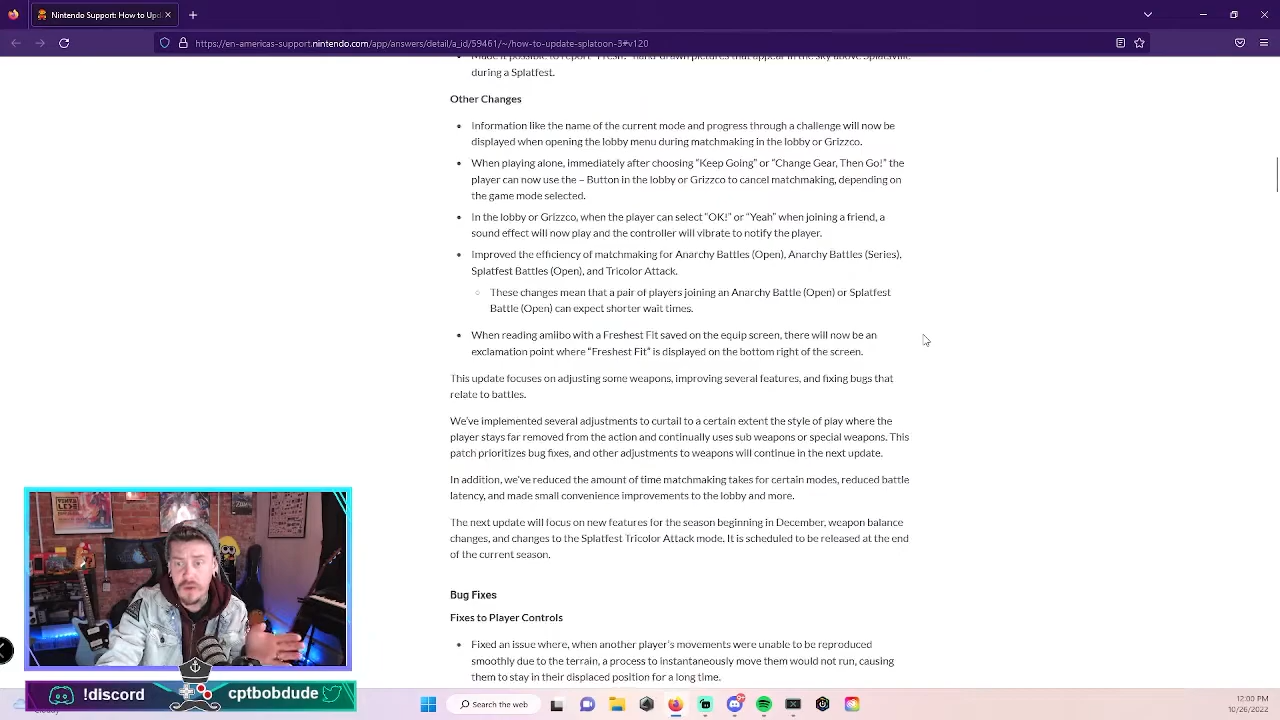 Nintendo Support: How to Upd
https://en-americas-support.nintendo.com/app/answers/detail/a_id/59461/~/how-to-update-splatoon-3#v120
Made it possible to report "Fresh!" hand-drawn pictures that appear in the sky above Splatsville
during a Splatfest.
Other Changes
Information like the name of the current mode and progress through a challenge will now be
displayed when opening the lobby menu during matchmaking in the lobby or Grizzco.
When playing alone, immediately after choosing “Keep Going” or “Change Gear, Then Go!” the
player can now use the – Button in the lobby or Grizzco to cancel matchmaking, depending on
the game mode selected.
In the lobby or Grizzco, when the player can select “OK!” or “Yeah” when joining a friend, a
sound effect will now play and the controller will vibrate to notify the player.
Improved the efficiency of matchmaking for Anarchy Battles (Open), Anarchy Battles (Series),
Splatfest Battles (Open), and Tricolor Attack.
These changes mean that a pair of players joining an Anarchy Battle (Open) or Splatfest
Battle (Open) can expect shorter wait times.
When reading amiibo with a Freshest Fit saved on the equip screen, there will now be an
exclamation point where “Freshest Fit” is displayed on the bottom right of the screen.
This update focuses on adjusting some weapons, improving several features, and fixing bugs that
relate to battles.
We’ve implemented several adjustments to curtail to a certain extent the style of play where the
player stays far removed from the action and continually uses sub weapons or special weapons. This
patch prioritizes bug fixes, and other adjustments to weapons will continue in the next update.
In addition, we've reduced the amount of time matchmaking takes for certain modes, reduced battle
latency, and made small convenience improvements to the lobby and more.
The next update will focus on new features for the season beginning in December, weapon balance
changes, and changes to the Splatfest Tricolor Attack mode. It is scheduled to be released at the end
of the current season.
Bug Fixes
Fixes to Player Controls
Fixed an issue where, when another player's movements were unable to be reproduced
smoothly due to the terrain, a process to instantaneously move them would not run, causing
them to stay in their displaced position for a long time.
!discord
cptbobdude
Cloudy
Search the web
12:00 PM
10/26/2022